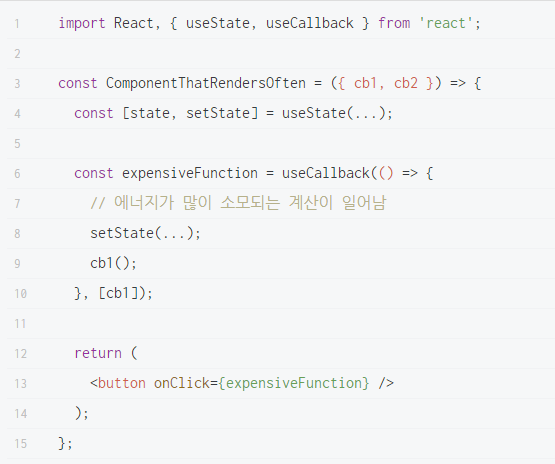 1 import React, { useState, useCallback } from 'react';
2
3 const ComponentThatRendersOften = ({ cb1, cb2 }) => {
4   const [state, setState] = useState(...);
5
6   const expensiveFunction = useCallback(() => {
7     // 에너지가 많이 소모되는 계산이 일어남
8     setState(...);
9     cb1();
10   }, [cb1]);
11
12   return (
13     <button onClick={expensiveFunction} />
14   );
15 };